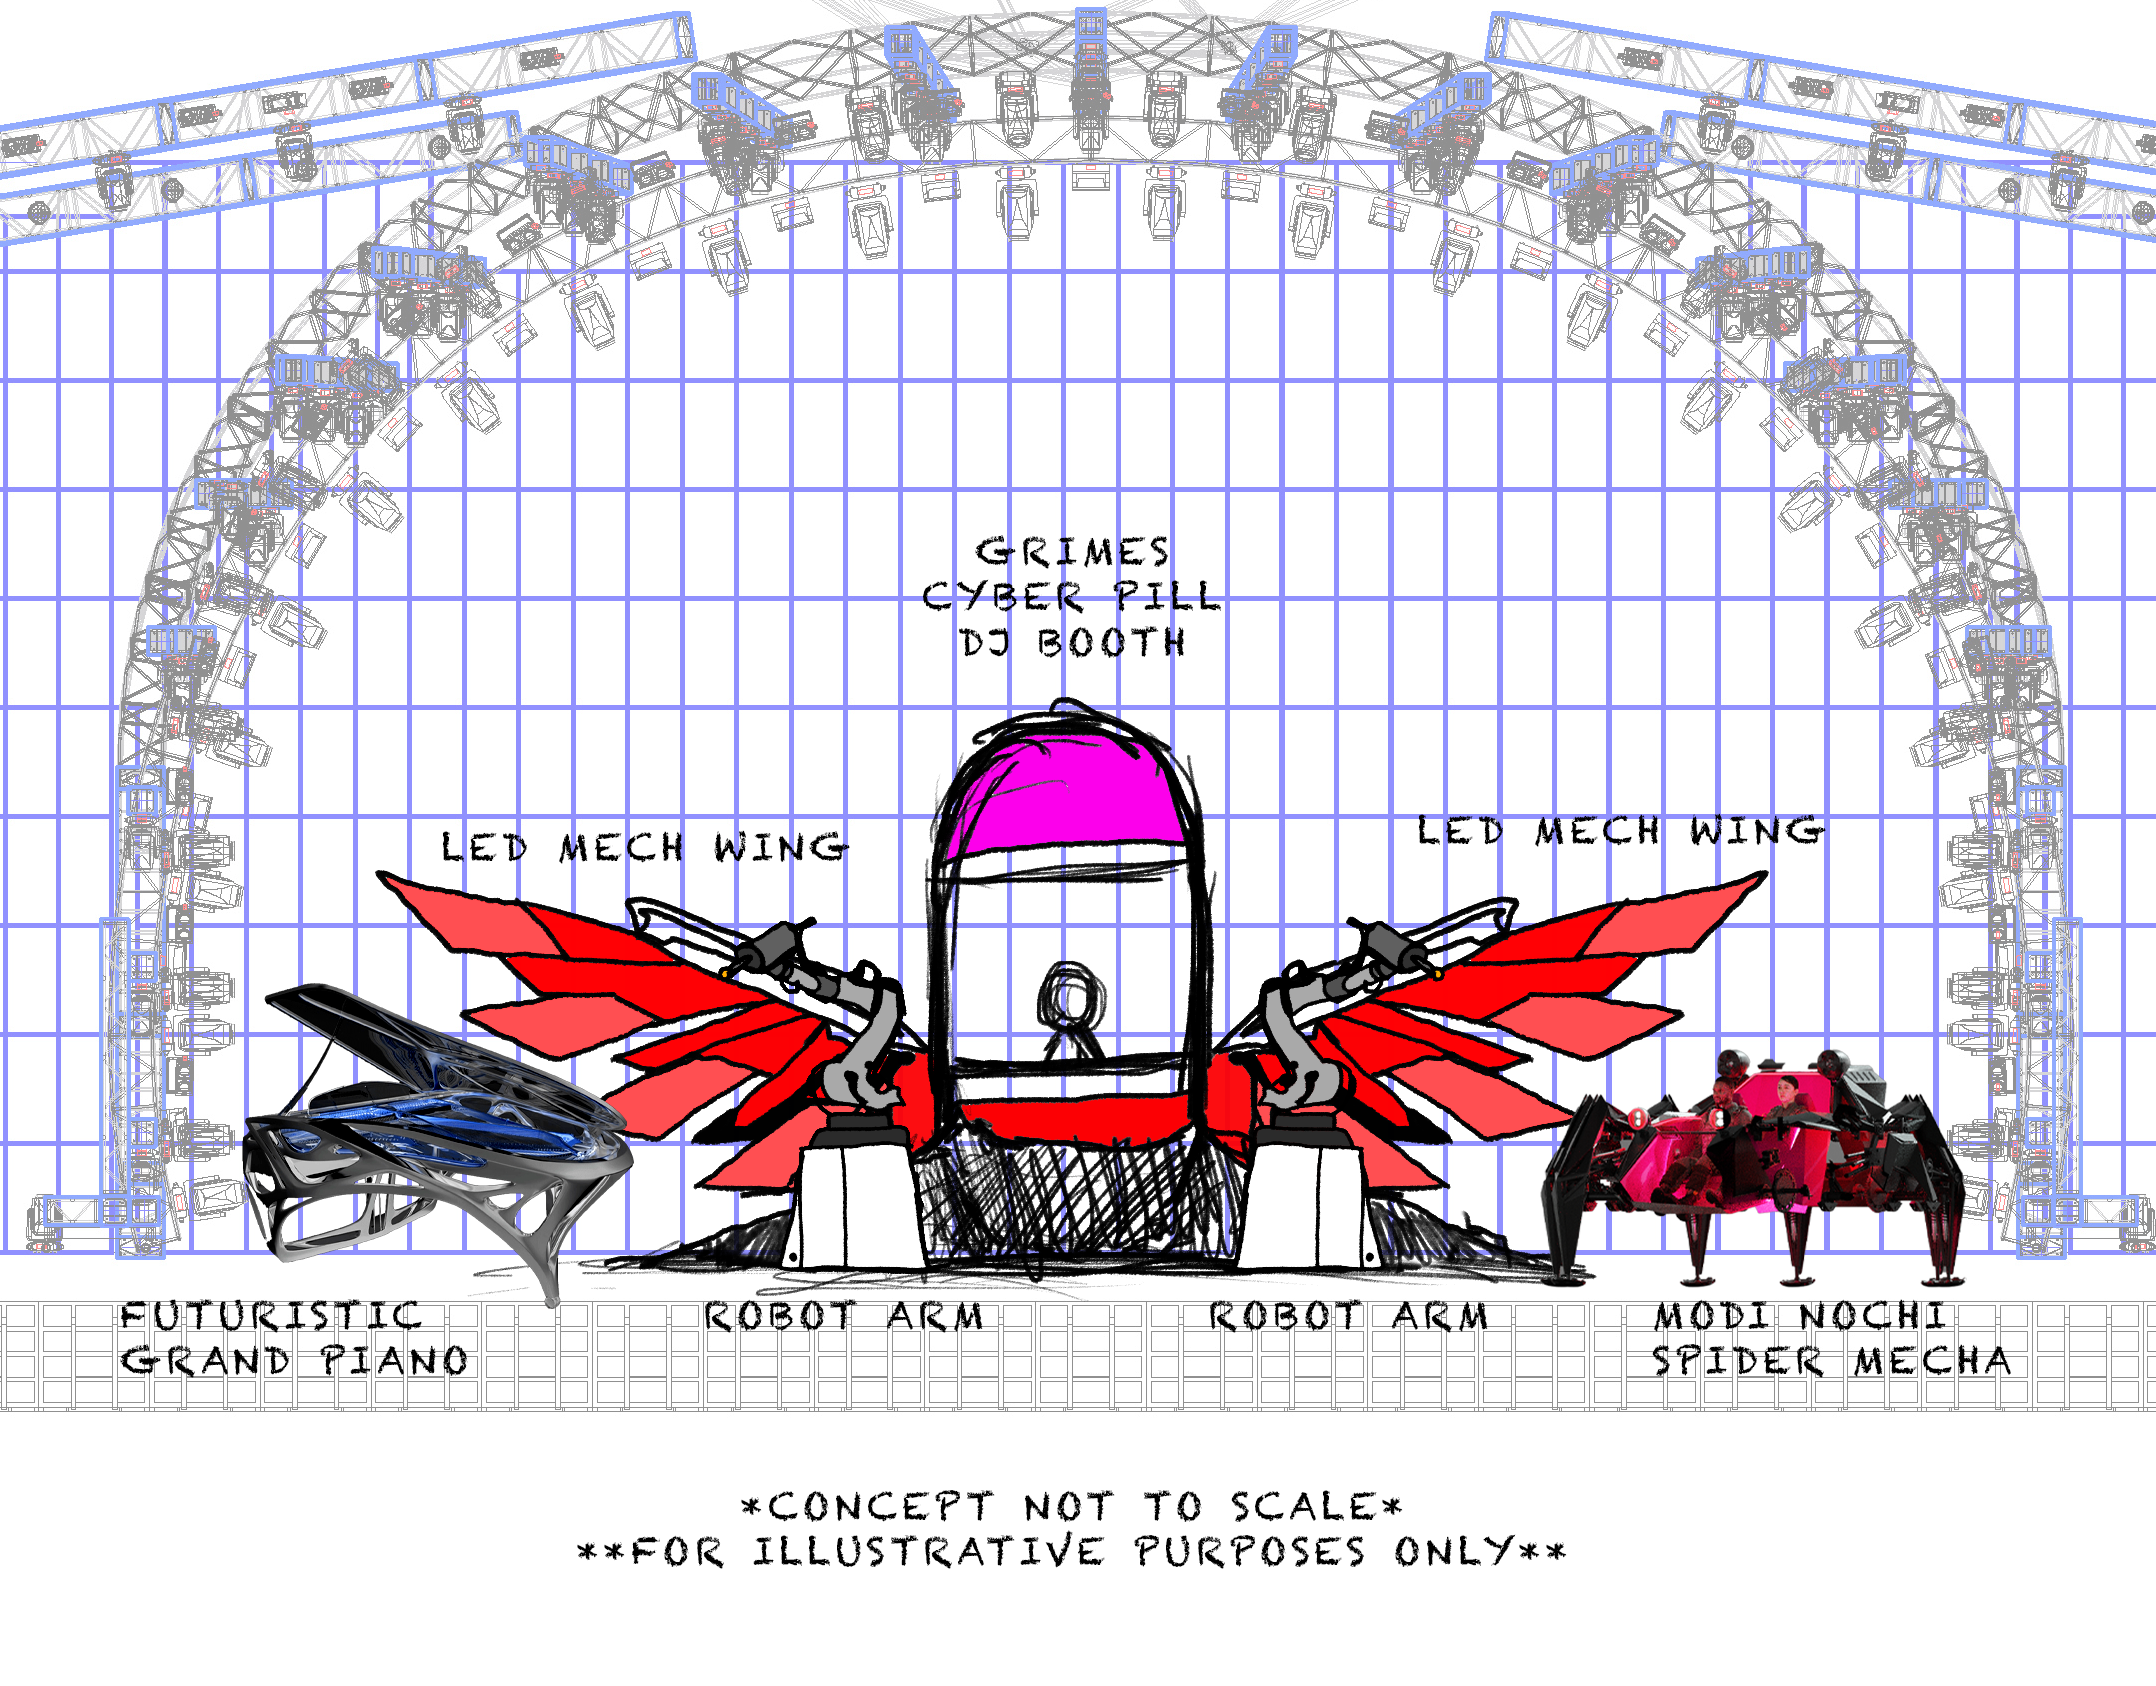 GRIMES
CYBER PILL
DJ BOOTH
LED MECH WING
LED MECH WING
FUTURISTIC
GRAND PIANO
ROBOT ARM
ROBOT ARM
MODI NOCHI
SPIDER MECHA
*CONCEPT NOT TO SCALE*
**FOR ILLUSTRATIVE PURPOSES ONLY**